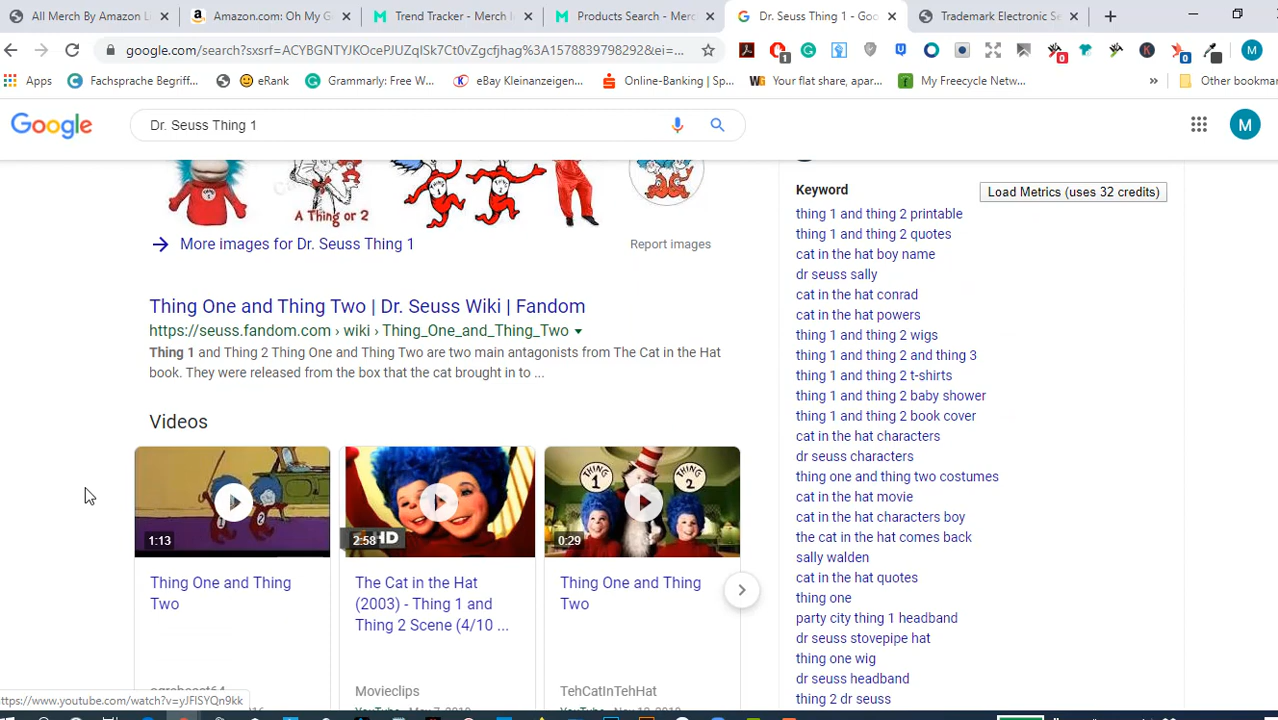 All Merch By Amazon Li
Amazon.com: Oh My G
Trend Tracker - Merch I
Products Search - Merc
Dr. Seuss Thing 1 - Goo
Trademark Electronic Se
google.com/search?sxsrf=ACYBGNTYJKOcePJUZqISk7Ct0vZgcfjhag%3A1578839798292&ei=...
Apps
Fachsprache Begriff...
eRank
Grammarly: Free W...
eBay Kleinanzeigen...
Online-Banking | Sp...
Your flat share, apar...
My Freecycle Netw...
Other bookmar
Google
Dr. Seuss Thing 1
M
A Thing or 2
More images for Dr. Seuss Thing 1
Report images
Thing One and Thing Two | Dr. Seuss Wiki | Fandom
https://seuss.fandom.com › wiki › Thing_One_and_Thing_Two
Thing 1 and Thing 2 Thing One and Thing Two are two main antagonists from The Cat in the Hat
book. They were released from the box that the cat brought in to ...
Videos
1:13
2:58 HD
THING 1
THING 2
0:29
Thing One and Thing
Two
The Cat in the Hat
(2003) - Thing 1 and
Thing 2 Scene (4/10 ...
Thing One and Thing
Two
Movieclips
TehCatInTehHat
https://www.youtube.com/watch?v=yJFISYQn9kk
Keyword
Load Metrics (uses 32 credits)
thing 1 and thing 2 printable
thing 1 and thing 2 quotes
cat in the hat boy name
dr seuss sally
cat in the hat conrad
cat in the hat powers
thing 1 and thing 2 wigs
thing 1 and thing 2 and thing 3
thing 1 and thing 2 t-shirts
thing 1 and thing 2 baby shower
thing 1 and thing 2 book cover
cat in the hat characters
dr seuss characters
thing one and thing two costumes
cat in the hat movie
cat in the hat characters boy
the cat in the hat comes back
sally walden
cat in the hat quotes
thing one
party city thing 1 headband
dr seuss stovepipe hat
thing one wig
dr seuss headband
thing 2 dr seuss